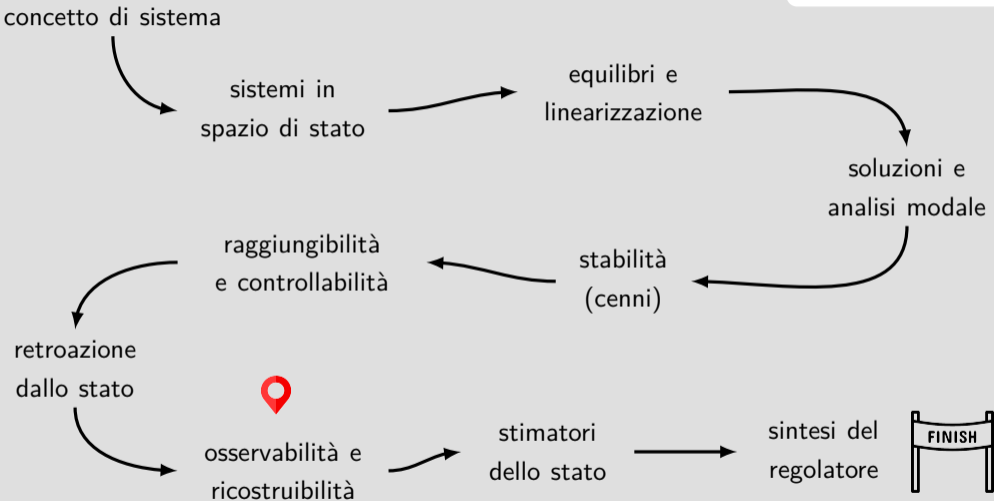 concetto di sistema
sistemi in
spazio di stato
equilibri e
linearizzazione
soluzioni e
analisi modale
stabilità
(cenni)
raggiungibilità
e controllabilità
retroazione
dallo stato
osservabilità e
ricostruibilità
stimatori
dello stato
sintesi del
regolatore
FINISH